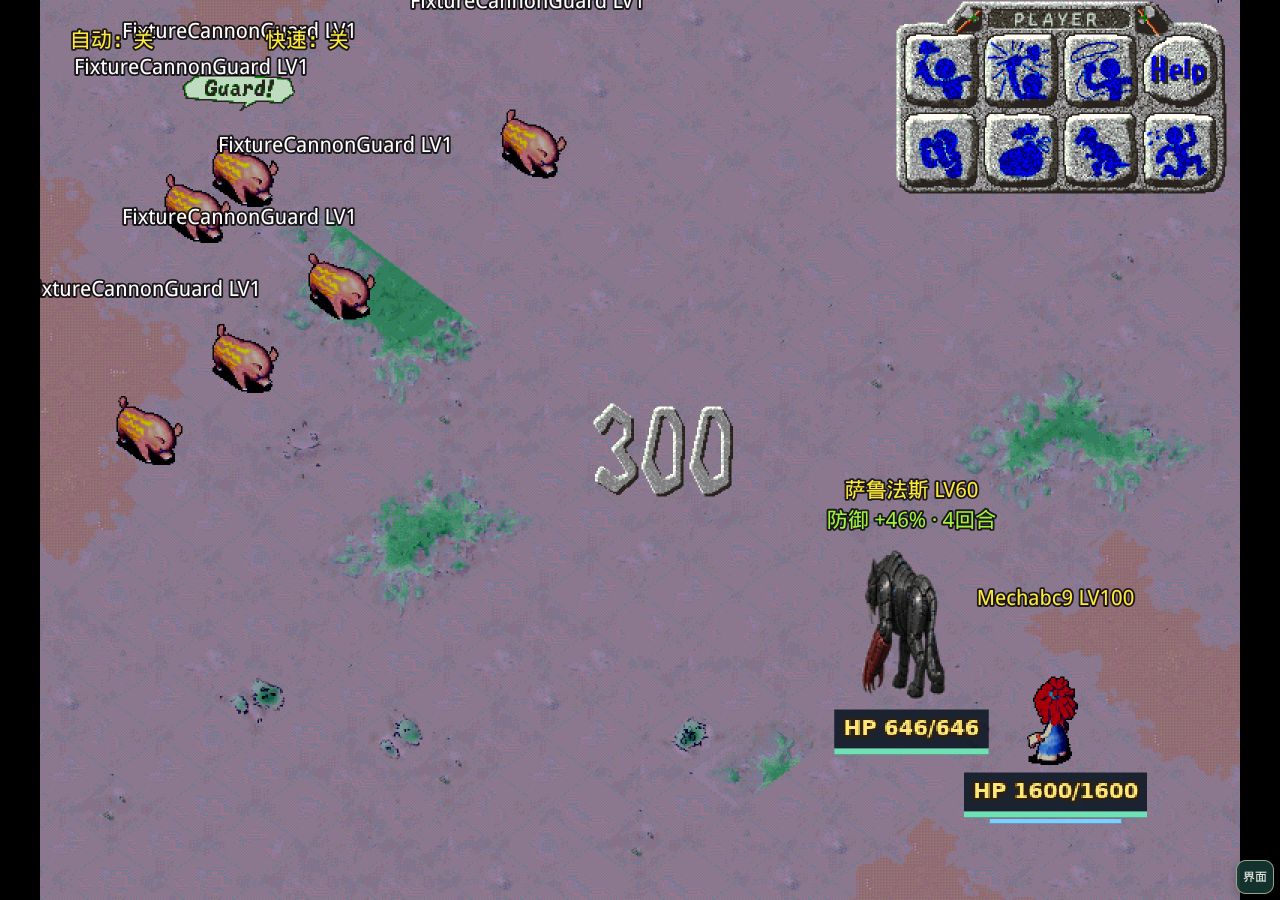 FixtureCannonGuard LV1
PLAYER
FixtureCannonGuard LV1
自动: 关
快速: 关
FixtureCannonGuard LV1
Help
Guard!
FixtureCannonGuard LV1
FixtureCannonGuard LV1
xtureCannonGuard LV1
300
萨鲁法斯 LV60
防御 +46% · 4回合
Mechabc9 LV100
HP 646/646
HP 1600/1600
界面